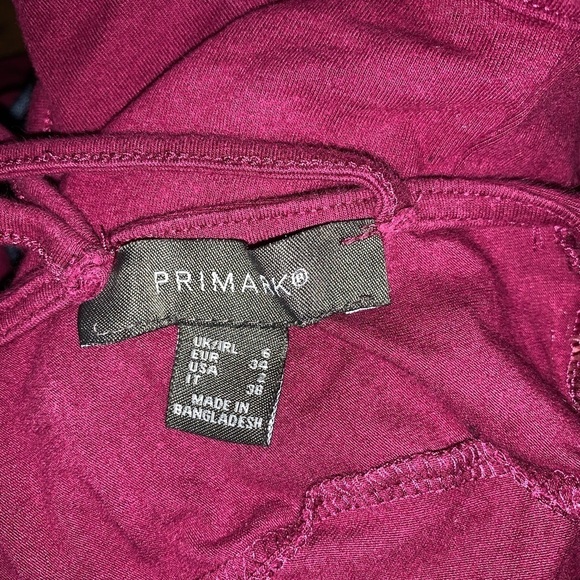 PRIMARK®
UK/IRL 6
EUR 34
USA 2
IT 38
MADE IN
BANGLADESH